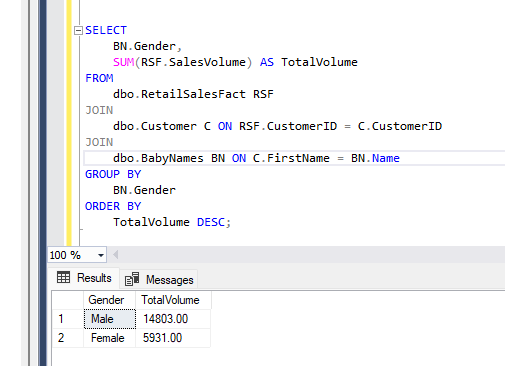 SELECT
BN.Gender,
SUM(RSF.SalesVolume) AS TotalVolume
FROM
dbo.RetailSalesFact RSF
JOIN
dbo.Customer C ON RSF.CustomerID = C.CustomerID
JOIN
dbo.BabyNames BN ON C.FirstName = BN.Name
GROUP BY
BN.Gender
ORDER BY
TotalVolume DESC;
100 %
Results Messages
Gender TotalVolume
1 Male 14803.00
2 Female 5931.00